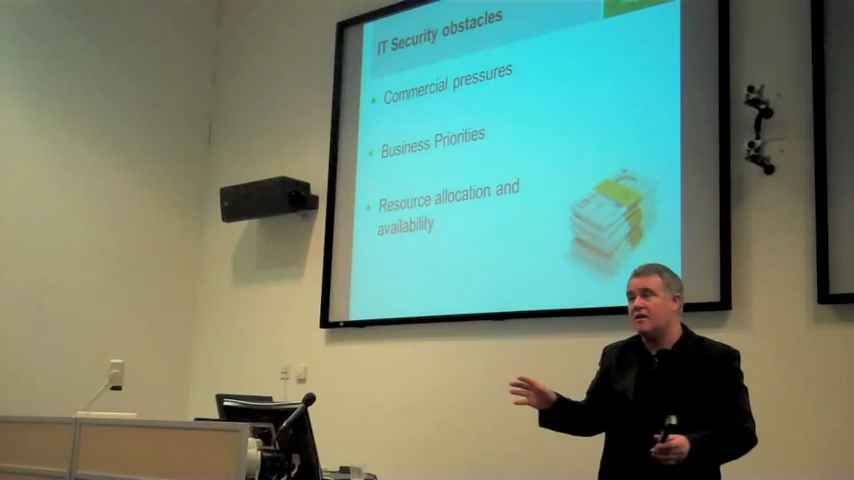 IT Security obstacles
Commercial pressures
Business Priorities
Resource allocation and
availability